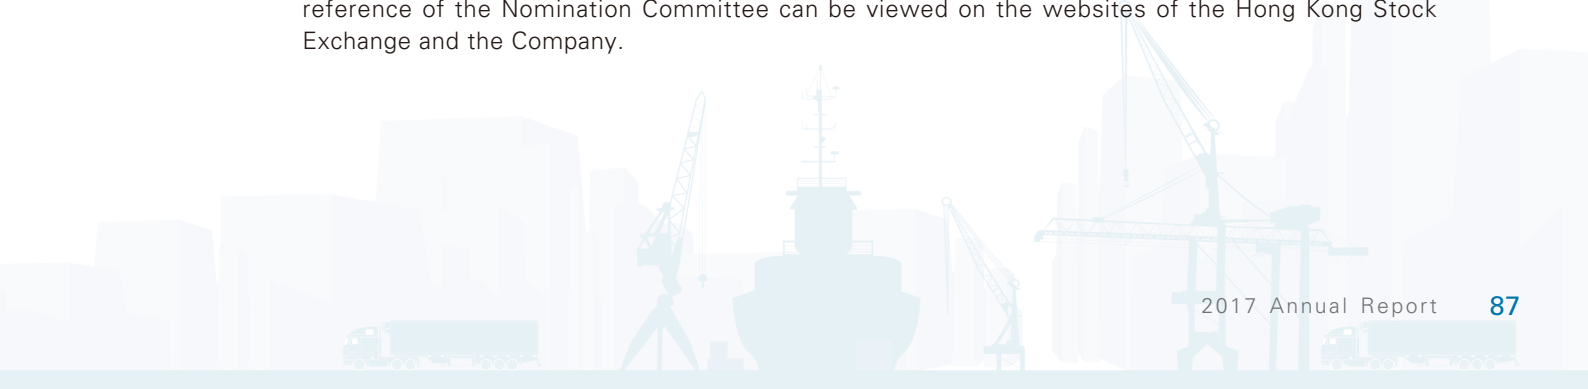 reference of the Nomination Committee can be viewed on the websites of the Hong Kong Stock
Exchange and the Company.
2017 Annual Report 87